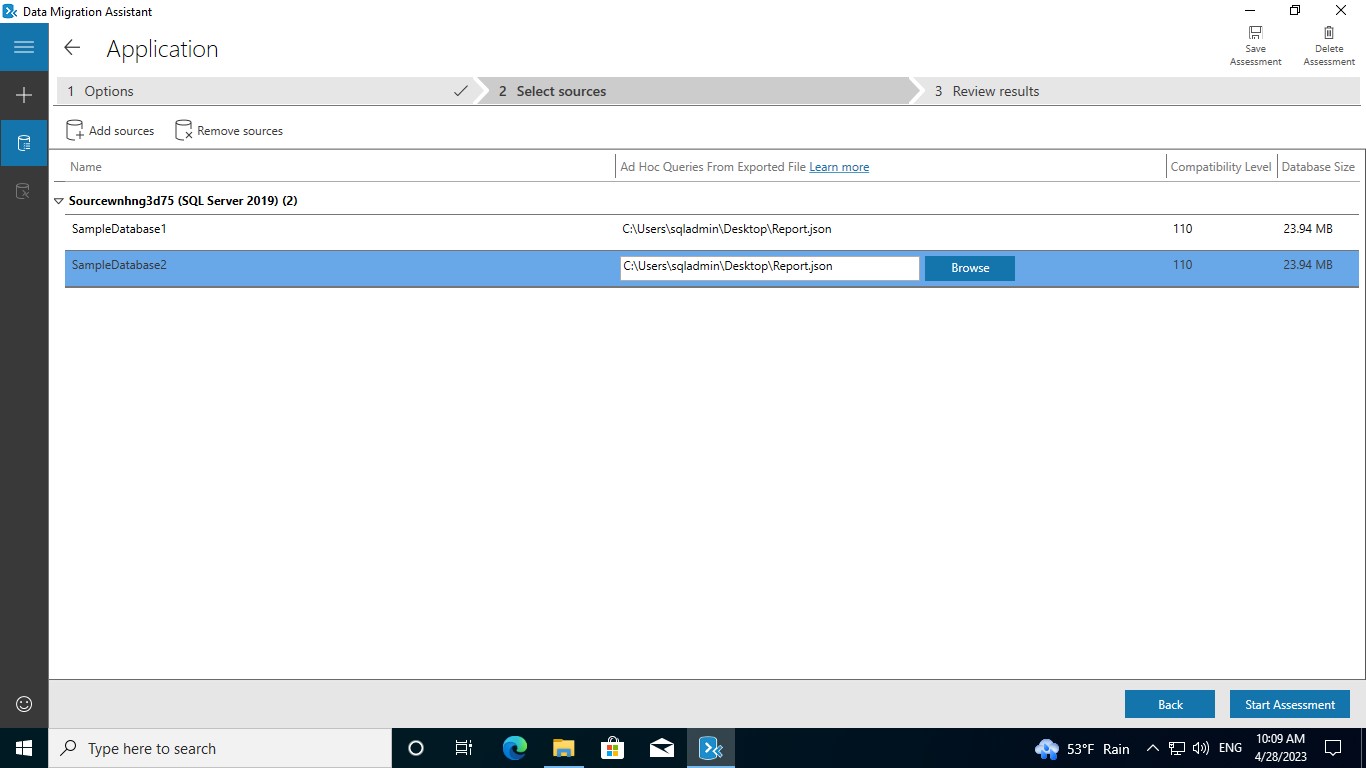 Data Migration Assistant
Application
Save Assessment
Delete Assessment
1 Options
2 Select sources
3 Review results
Add sources
Remove sources
Name
Ad Hoc Queries From Exported File Learn more
Compatibility Level
Database Size
Sourcewnhng3d75 (SQL Server 2019) (2)
SampleDatabase1
C:\Users\sqladmin\Desktop\Report.json
110
23.94 MB
SampleDatabase2
C:\Users\sqladmin\Desktop\Report.json
Browse
110
23.94 MB
Back
Start Assessment
Type here to search
53°F Rain
ENG
10:09 AM
4/28/2023